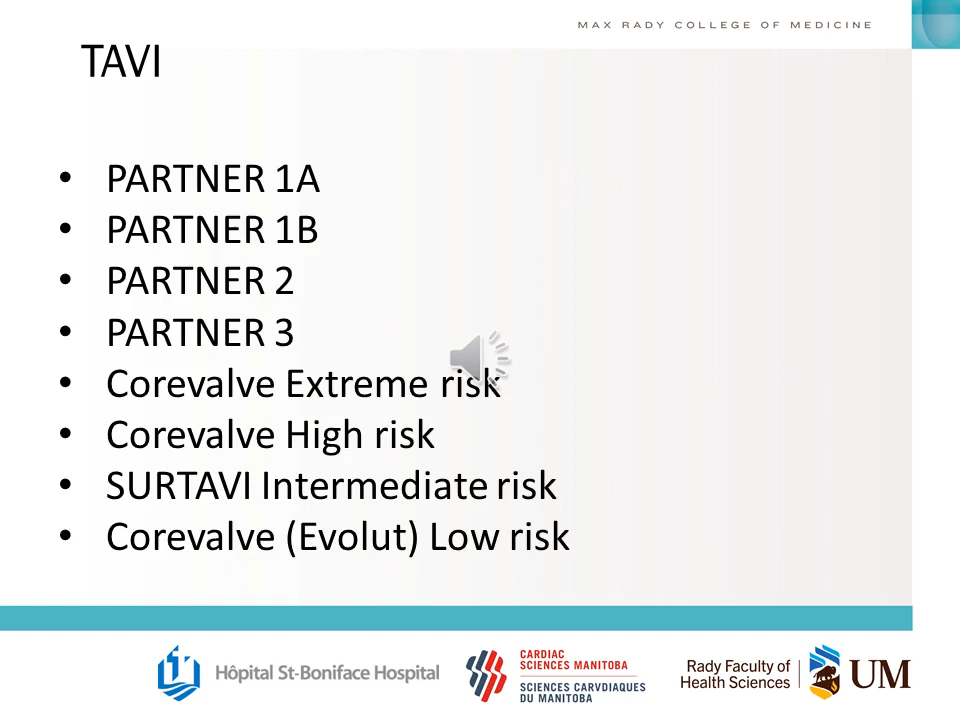 MAX RADY COLLEGE OF MEDICINE
TAVI
• PARTNER 1A
• PARTNER 1B
• PARTNER 2
• PARTNER 3
• Corevalve Extreme risk
• Corevalve High risk
• SURTAVI Intermediate risk
• Corevalve (Evolut) Low risk
Hôpital St-Boniface Hospital
CARDIAC
SCIENCES MANITOBA
SCIENCES CARVDIAQUES
DU MANITOBA
Rady Faculty of
Health Sciences
UM